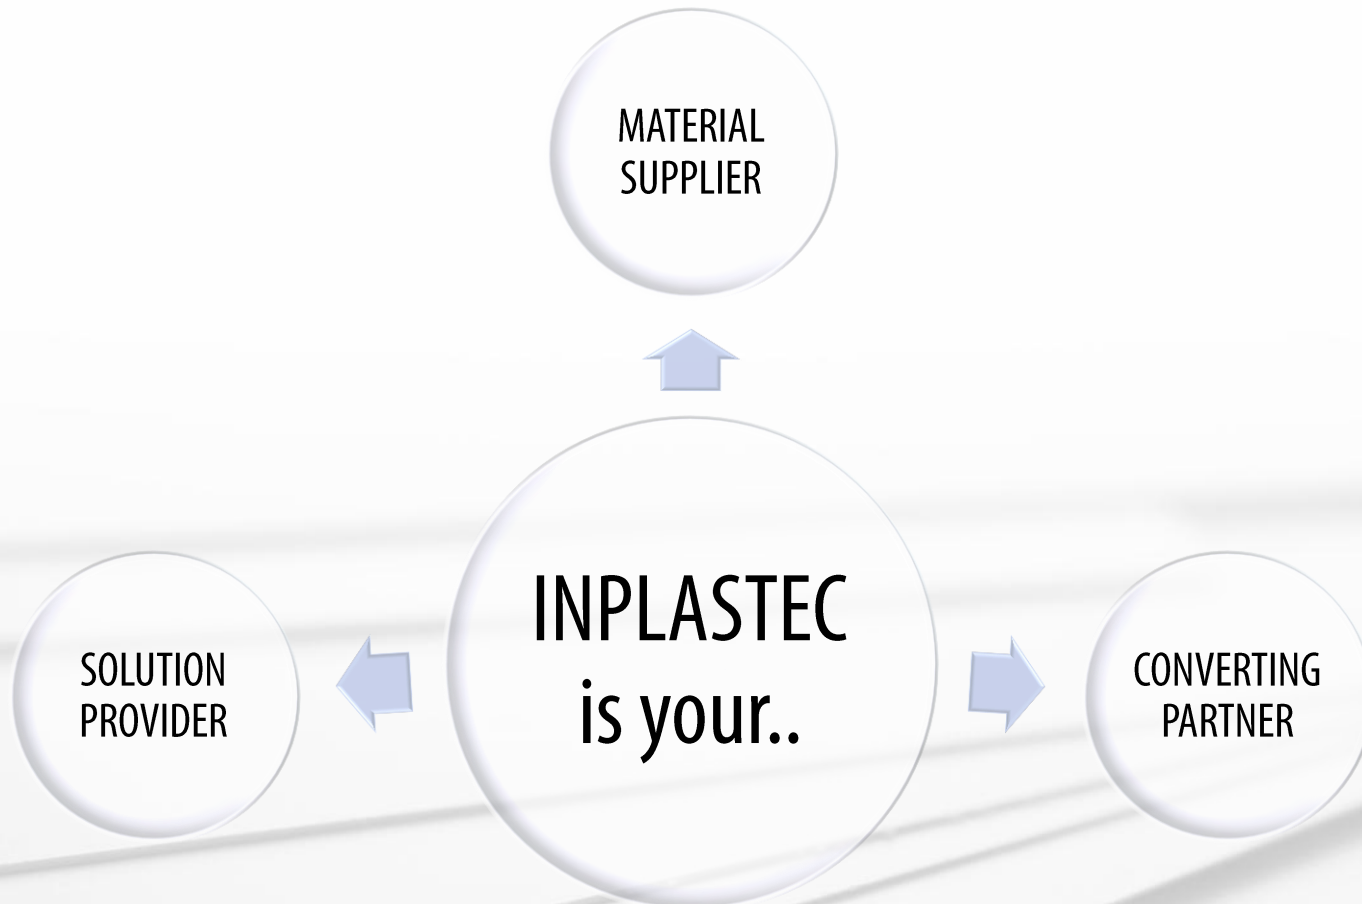 MATERIAL
SUPPLIER
INPLASTEC
is your..
SOLUTION
PROVIDER
CONVERTING
PARTNER